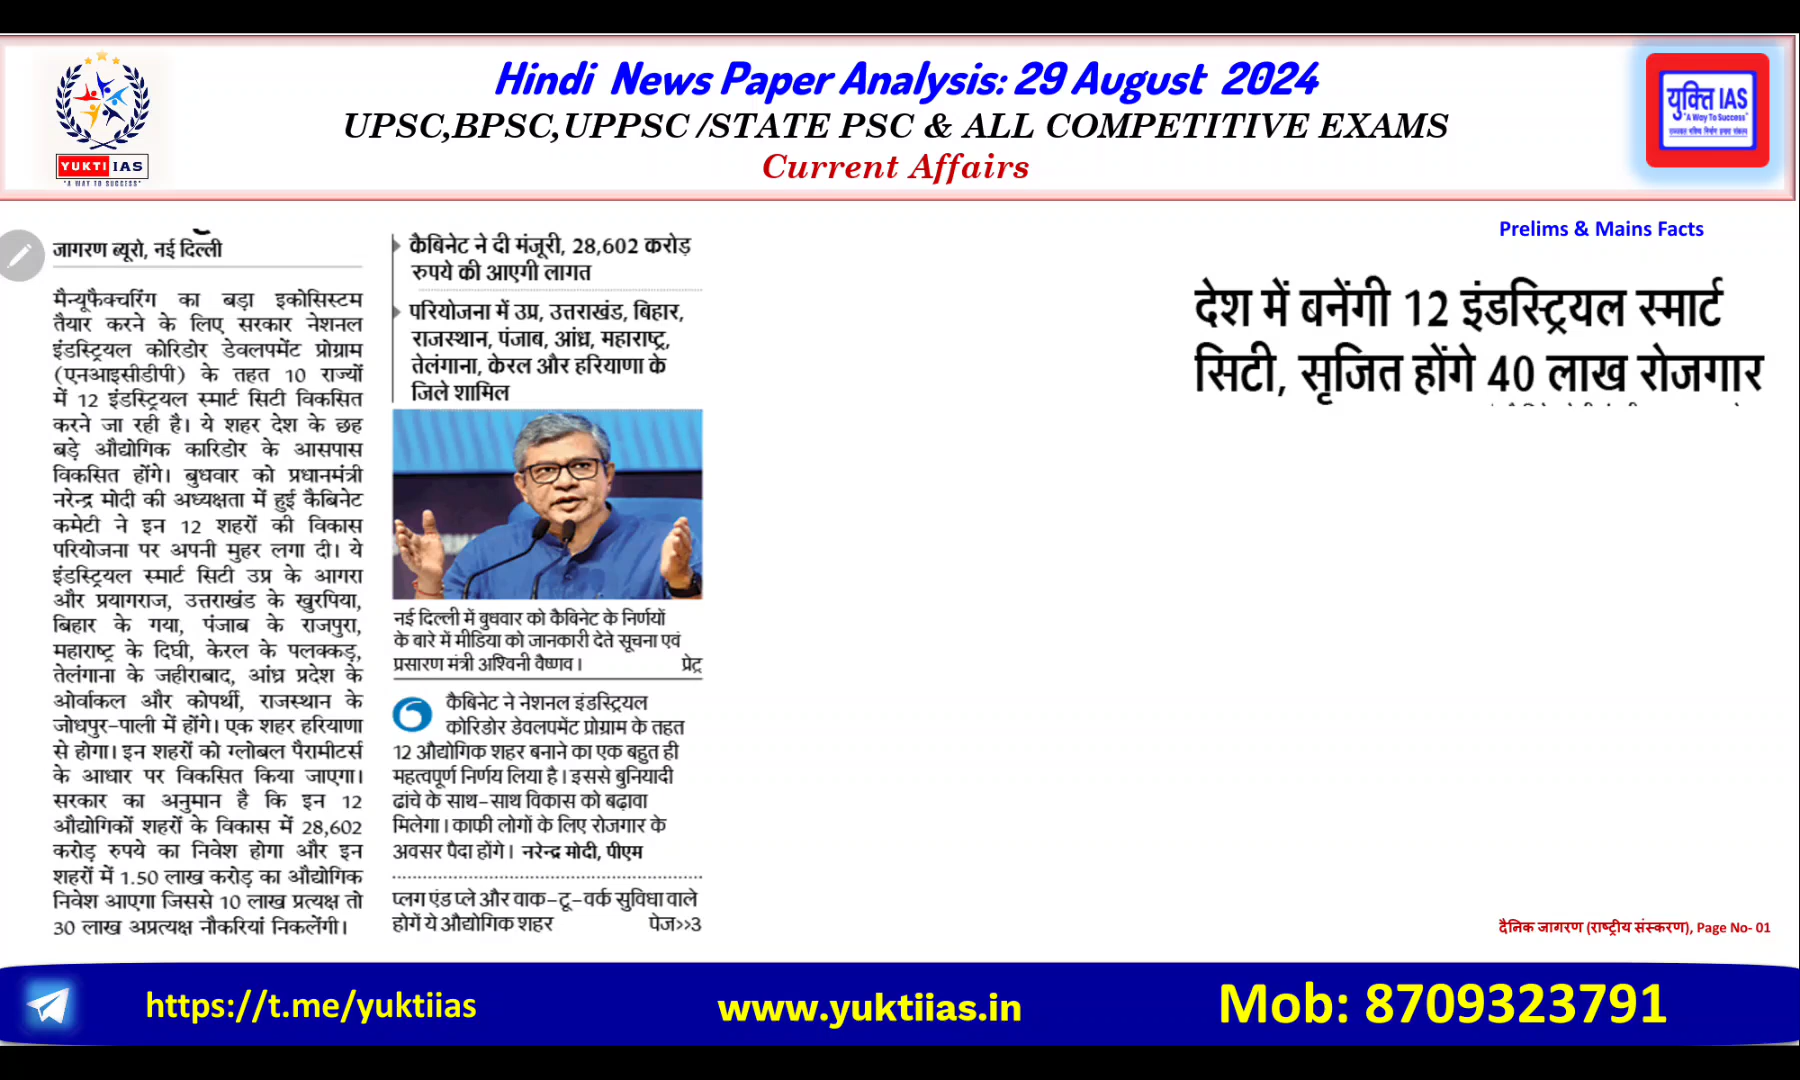 Hindi News Paper Analysis: 29 August 2024
UPSC,BPSC,UPPSC /STATE PSC & ALL COMPETITIVE EXAMS
Current Affairs
YUKTI IAS
"A WAY TO SUCCESS"
युक्ति IAS
"A Way To Success"
Prelims & Mains Facts
देश में बनेंगी 12 इंडस्ट्रियल स्मार्ट
सिटी, सृजित होंगे 40 लाख रोजगार
जागरण ब्यूरो, नई दिल्ली
मैन्यूफैक्चरिंग का बड़ा इकोसिस्टम
तैयार करने के लिए सरकार नेशनल
इंडस्ट्रियल कोरिडोर डेवलपमेंट प्रोग्राम
(एनआइसीडीपी) के तहत 10 राज्यों
में 12 इंडस्ट्रियल स्मार्ट सिटी विकसित
करने जा रही है। ये शहर देश के छह
बड़े औद्योगिक कारिडोर के आसपास
विकसित होंगे। बुधवार को प्रधानमंत्री
नरेन्द्र मोदी की अध्यक्षता में हुई कैबिनेट
कमेटी ने इन 12 शहरों की विकास
परियोजना पर अपनी मुहर लगा दी। ये
इंडस्ट्रियल स्मार्ट सिटी उप्र के आगरा
और प्रयागराज, उत्तराखंड के खुरपिया,
बिहार के गया, पंजाब के राजपुरा,
महाराष्ट्र के दिघी, केरल के पलक्कड़,
तेलंगाना के जहीराबाद, आंध्र प्रदेश के
ओर्वाकल और कोपर्थी, राजस्थान के
जोधपुर-पाली में होंगे। एक शहर हरियाणा
से होगा। इन शहरों को ग्लोबल पैरामीटर्स
के आधार पर विकसित किया जाएगा।
सरकार का अनुमान है कि इन 12
औद्योगिकों शहरों के विकास में 28,602
करोड़ रुपये का निवेश होगा और इन
शहरों में 1.50 लाख करोड़ का औद्योगिक
निवेश आएगा जिससे 10 लाख प्रत्यक्ष तो
30 लाख अप्रत्यक्ष नौकरियां निकलेंगी।
कैबिनेट ने दी मंजूरी, 28,602 करोड़
रुपये की आएगी लागत
परियोजना में उप्र, उत्तराखंड, बिहार,
राजस्थान, पंजाब, आंध्र, महाराष्ट्र,
तेलंगाना, केरल और हरियाणा के
जिले शामिल
नई दिल्ली में बुधवार को कैबिनेट के निर्णयों
के बारे में मीडिया को जानकारी देते सूचना एवं
प्रसारण मंत्री अश्विनी वैष्णव। प्रेट्र
कैबिनेट ने नेशनल इंडस्ट्रियल
कोरिडोर डेवलपमेंट प्रोग्राम के तहत
12 औद्योगिक शहर बनाने का एक बहुत ही
महत्वपूर्ण निर्णय लिया है। इससे बुनियादी
ढांचे के साथ-साथ विकास को बढ़ावा
मिलेगा। काफी लोगों के लिए रोजगार के
अवसर पैदा होंगे। नरेन्द्र मोदी, पीएम
प्लग एंड प्ले और वाक-टू-वर्क सुविधा वाले
होगें ये औद्योगिक शहर पेज>>3
दैनिक जागरण (राष्ट्रीय संस्करण), Page No- 01
https://t.me/yuktiias
www.yuktiias.in
Mob: 8709323791